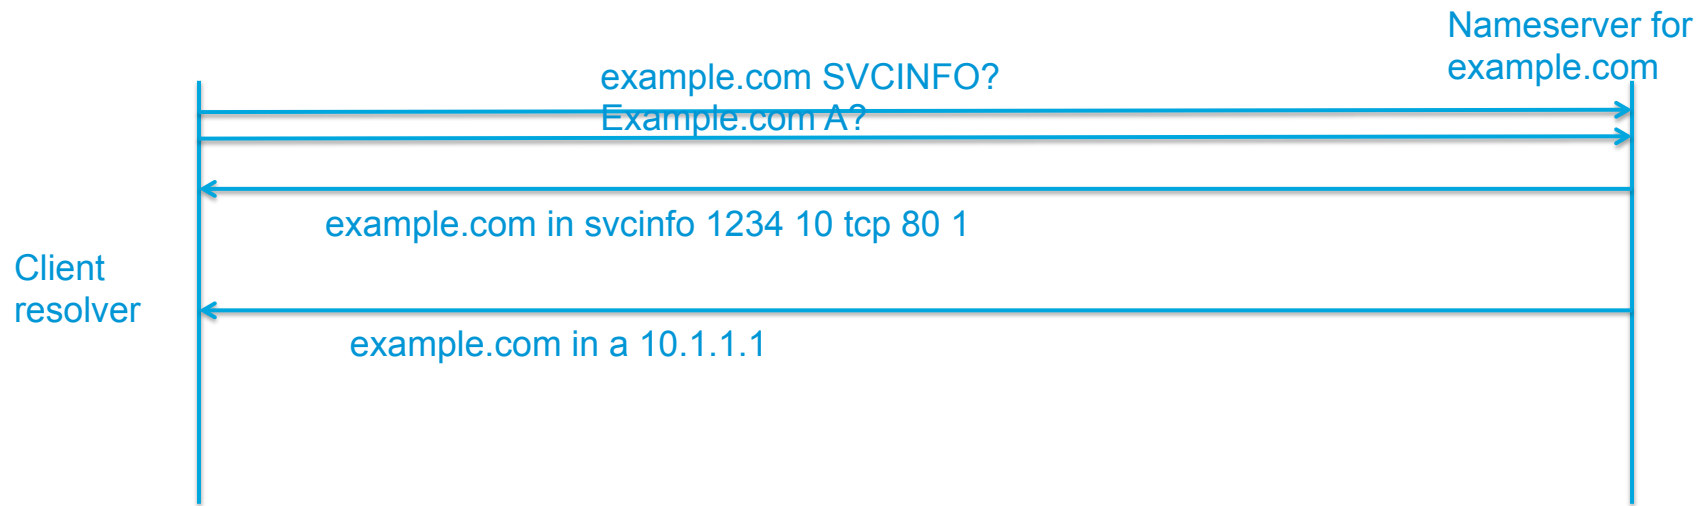 Nameserver for
example.com
example.com SVCINFO?
Example.com A?
example.com in svcinfo 1234 10 tcp 80 1
Client
resolver
example.com in a 10.1.1.1